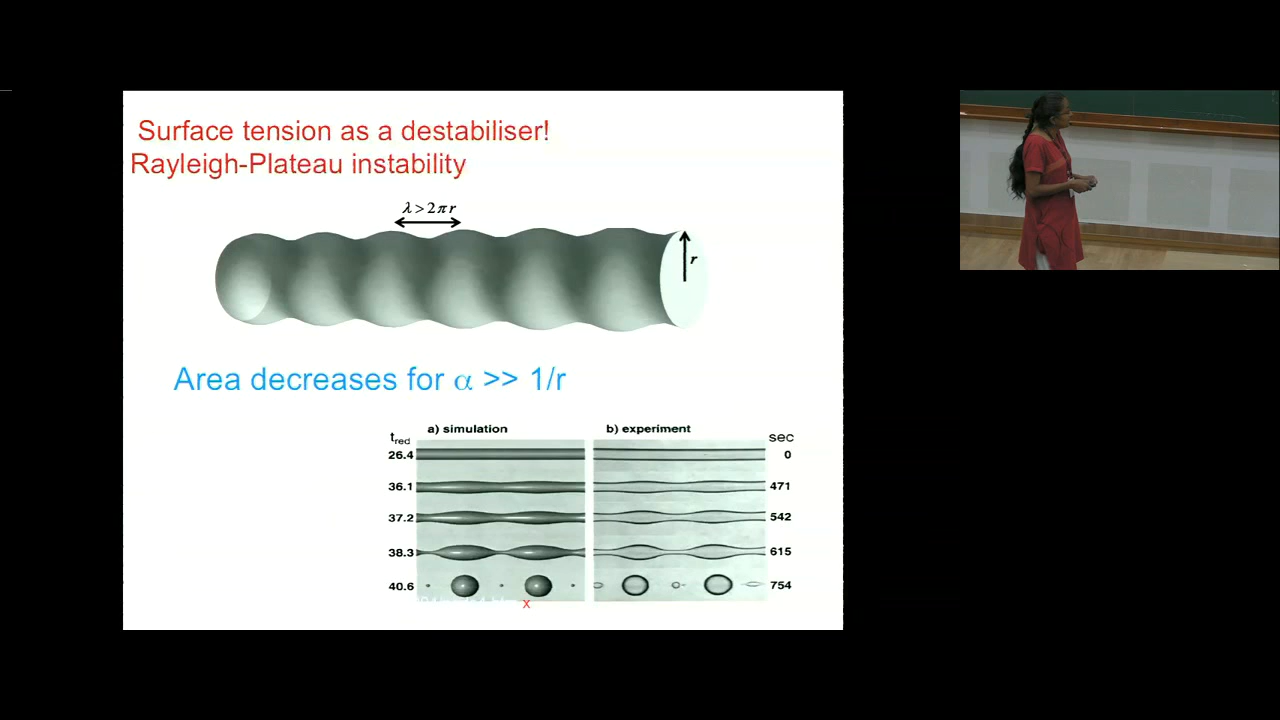 Surface tension as a destabiliser!
Rayleigh-Plateau instability
λ > 2πr
r
Area decreases for α >> 1/r
a) simulation
b) experiment
t_red
sec
26.4
0
36.1
471
37.2
542
38.3
615
40.6
754
x